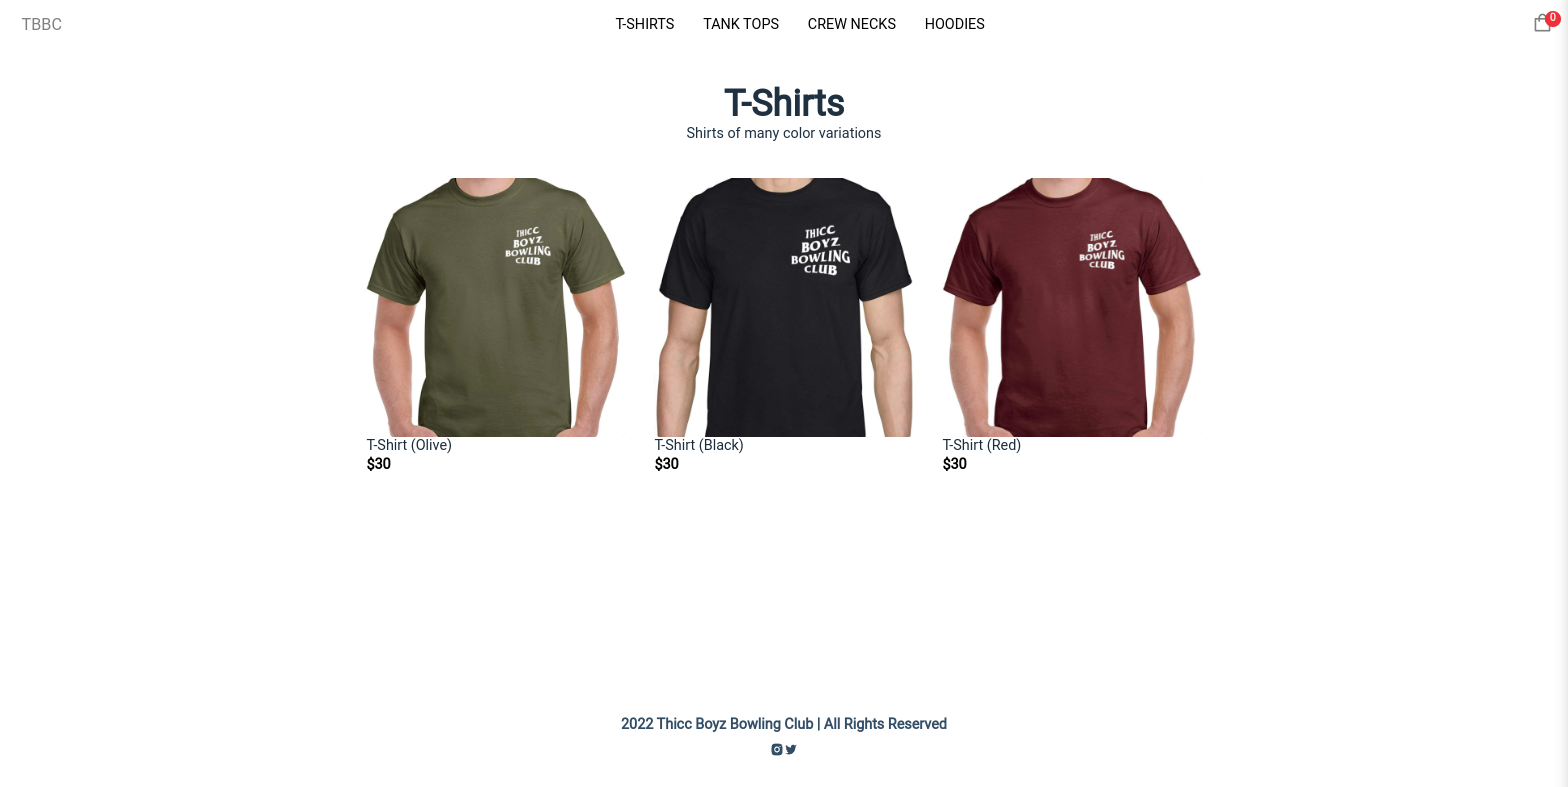 TBBC
T-SHIRTS TANK TOPS CREW NECKS HOODIES
0
T-Shirts
Shirts of many color variations
THICC
BOYZ
BOWLING
CLUB
THICC
BOYZ
BOWLING
CLUB
THICC
BOYZ
BOWLING
CLUB
T-Shirt (Olive)
$30
T-Shirt (Black)
$30
T-Shirt (Red)
$30
2022 Thicc Boyz Bowling Club | All Rights Reserved